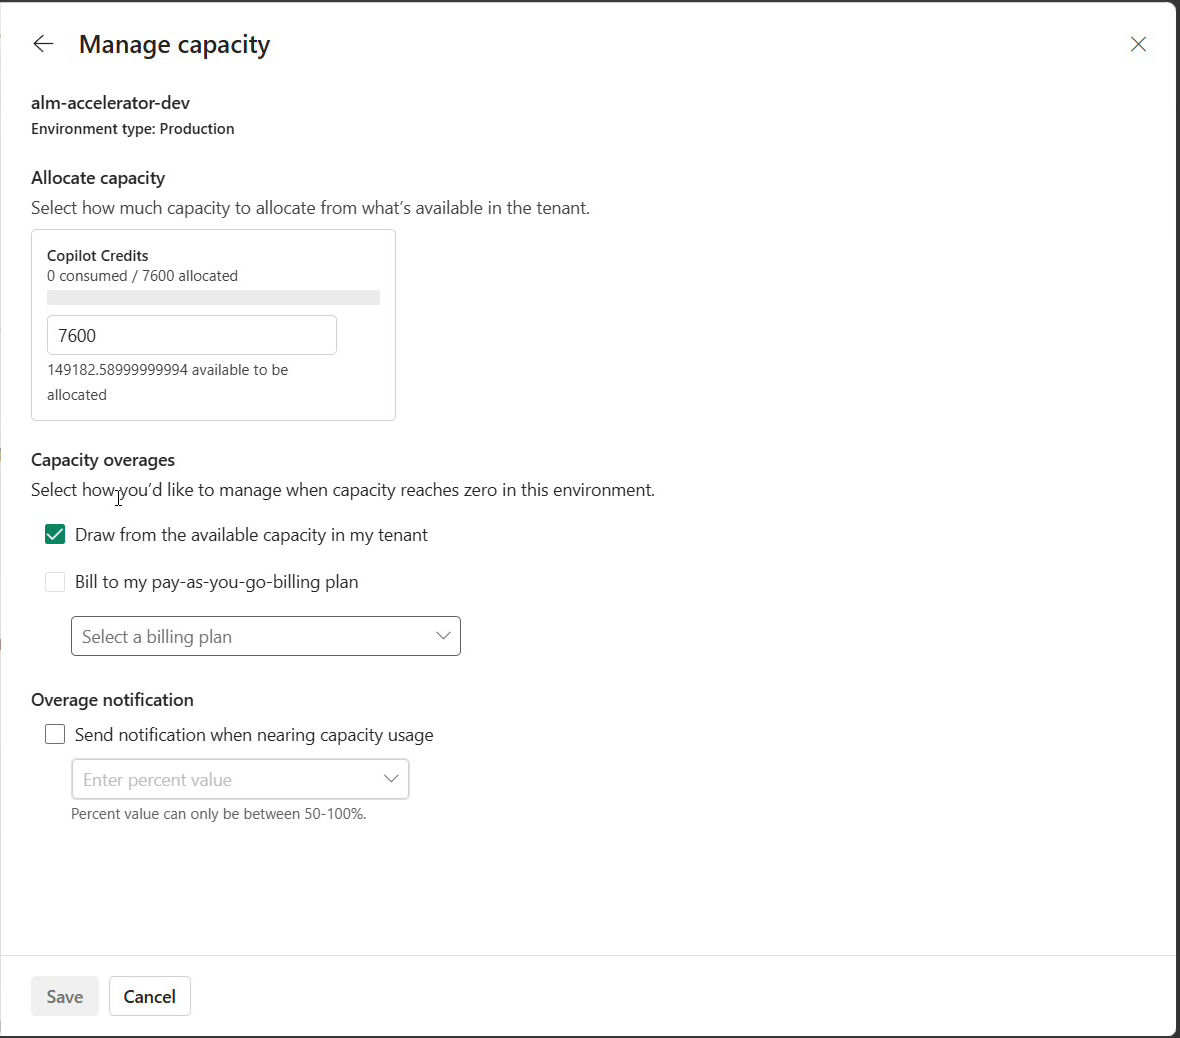 Manage capacity
alm-accelerator-dev
Environment type: Production
Allocate capacity
Select how much capacity to allocate from what's available in the tenant.
Copilot Credits
0 consumed / 7600 allocated
7600
149182.58999999994 available to be
allocated
Capacity overages
Select how you'd like to manage when capacity reaches zero in this environment.
Draw from the available capacity in my tenant
Bill to my pay-as-you-go-billing plan
Select a billing plan
Overage notification
Send notification when nearing capacity usage
Enter percent value
Percent value can only be between 50-100%.
Save Cancel